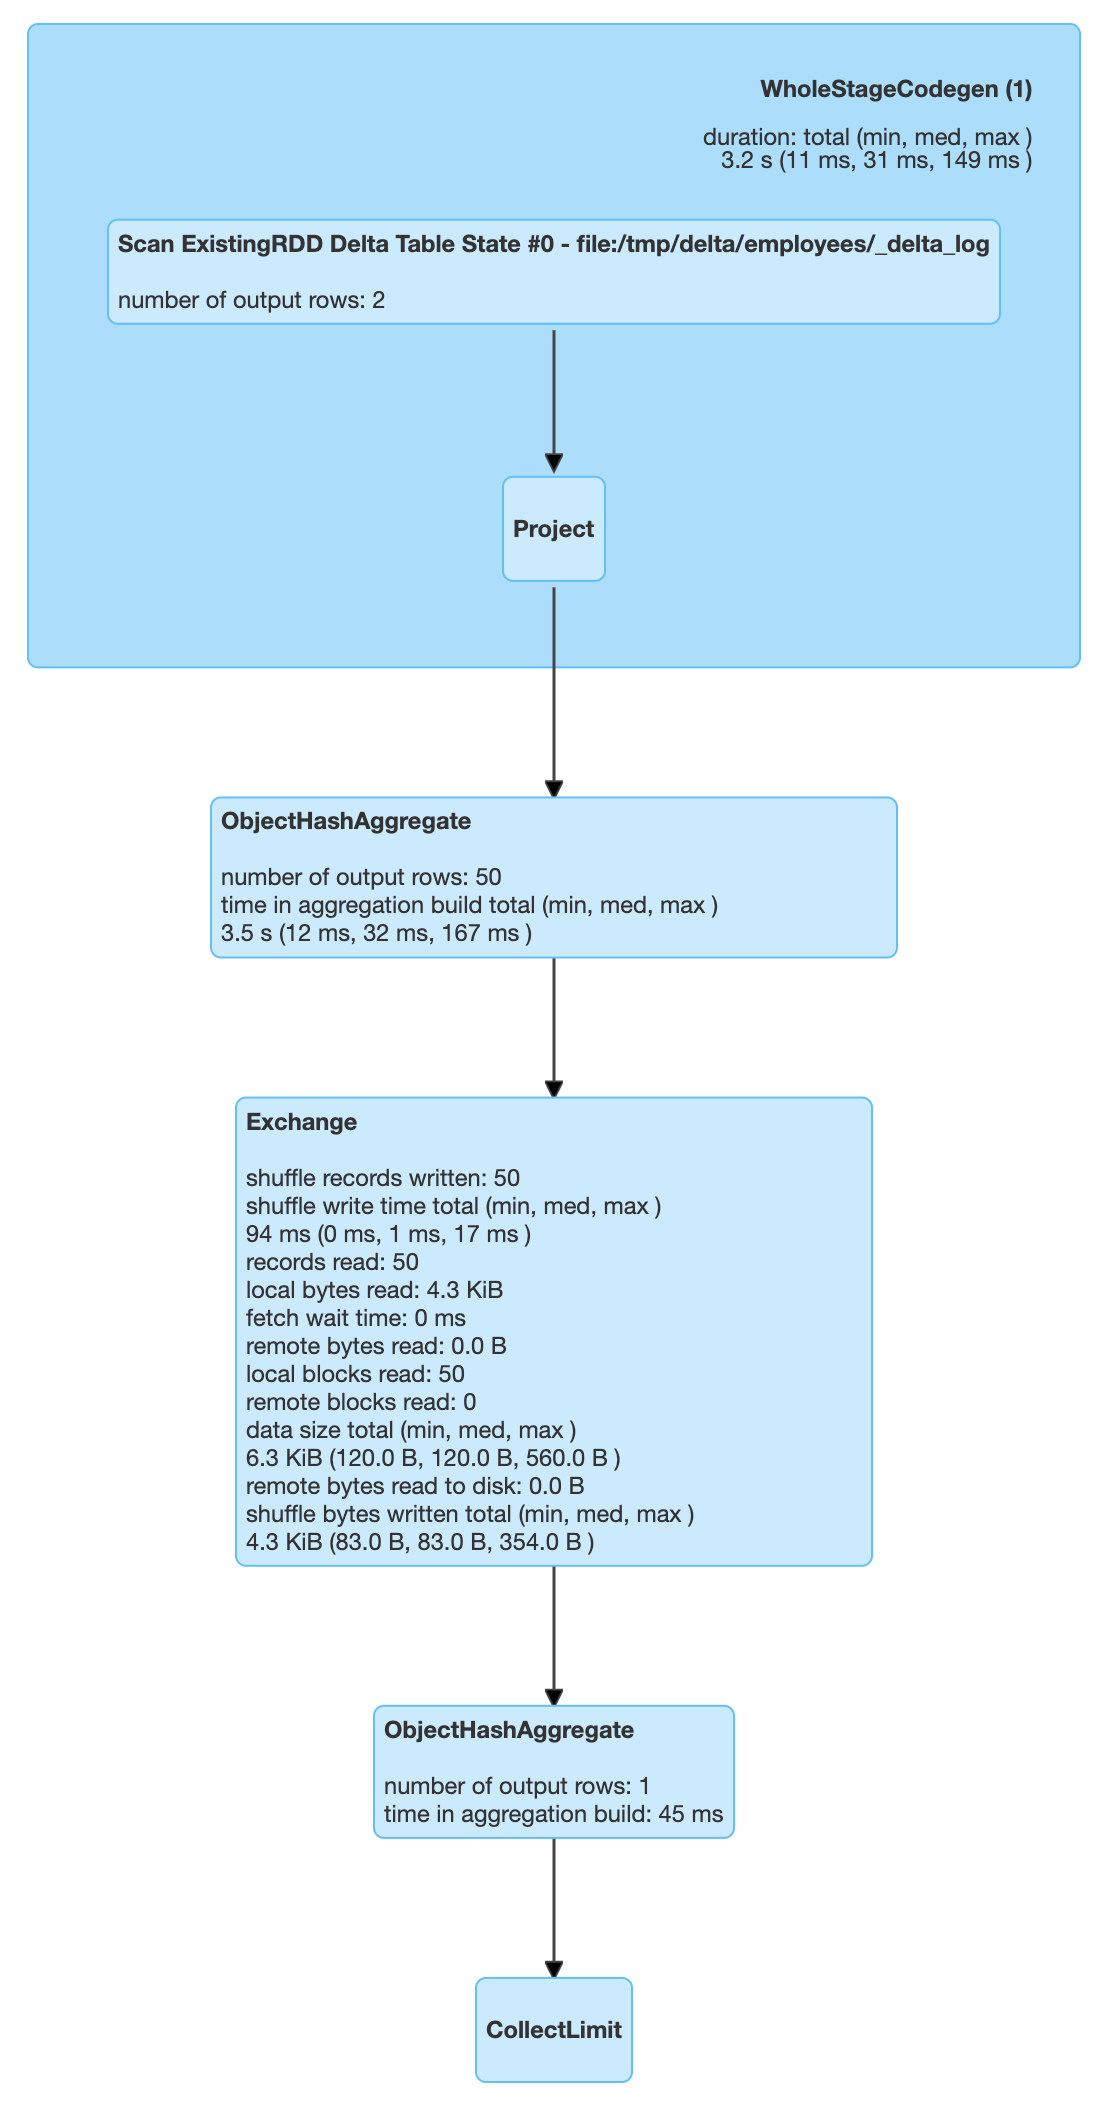 WholeStageCodegen (1)
duration: total (min, med, max )
3.2 s (11 ms, 31 ms, 149 ms )
Scan ExistingRDD Delta Table State #0 - file:/tmp/delta/employees/_delta_log
number of output rows: 2
Project
ObjectHashAggregate
number of output rows: 50
time in aggregation build total (min, med, max )
3.5 s (12 ms, 32 ms, 167 ms )
Exchange
shuffle records written: 50
shuffle write time total (min, med, max )
94 ms (0 ms, 1 ms, 17 ms )
records read: 50
local bytes read: 4.3 KiB
fetch wait time: 0 ms
remote bytes read: 0.0 B
local blocks read: 50
remote blocks read: 0
data size total (min, med, max )
6.3 KiB (120.0 B, 120.0 B, 560.0 B )
remote bytes read to disk: 0.0 B
shuffle bytes written total (min, med, max )
4.3 KiB (83.0 B, 83.0 B, 354.0 B )
ObjectHashAggregate
number of output rows: 1
time in aggregation build: 45 ms
CollectLimit